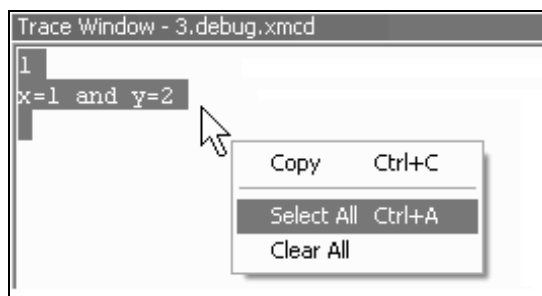 Trace Window - 3.debug.xmcd
1
x=1 and y=2
Copy Ctrl+C
Select All Ctrl+A
Clear All